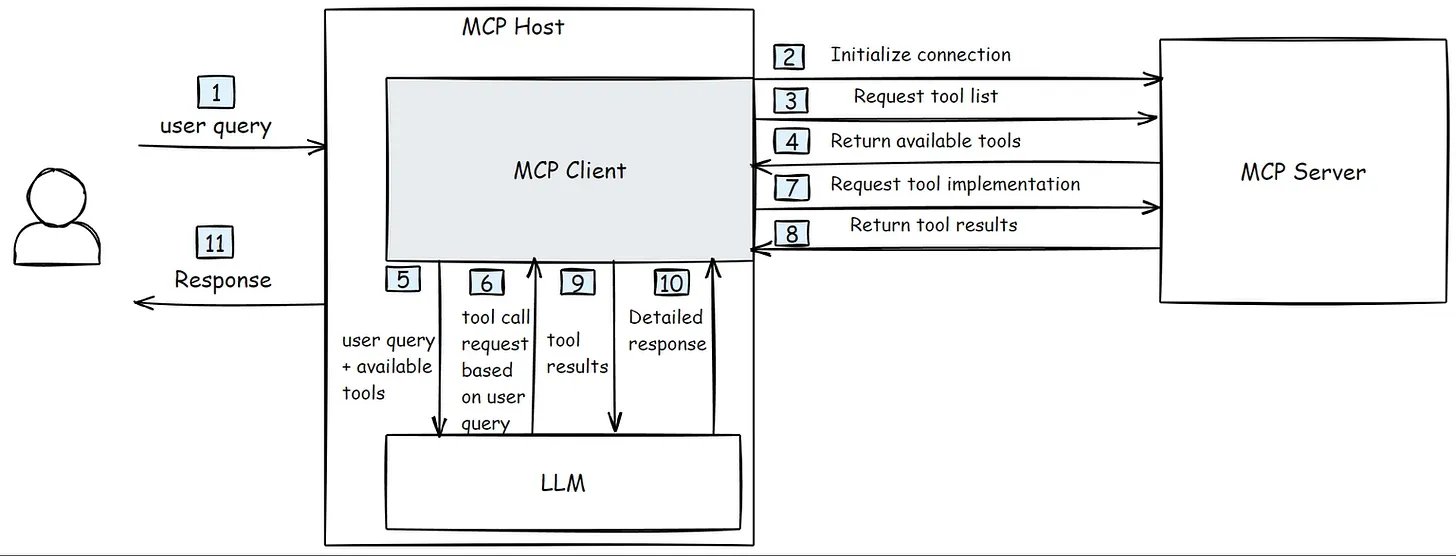 MCP Host
1
user query
11
Response
MCP Client
2 Initialize connection
3 Request tool list
4 Return available tools
7 Request tool implementation
8 Return tool results
MCP Server
5
user query
+ available
tools
6
tool call
request
based
on user
query
9
tool
results
10
Detailed
response
LLM